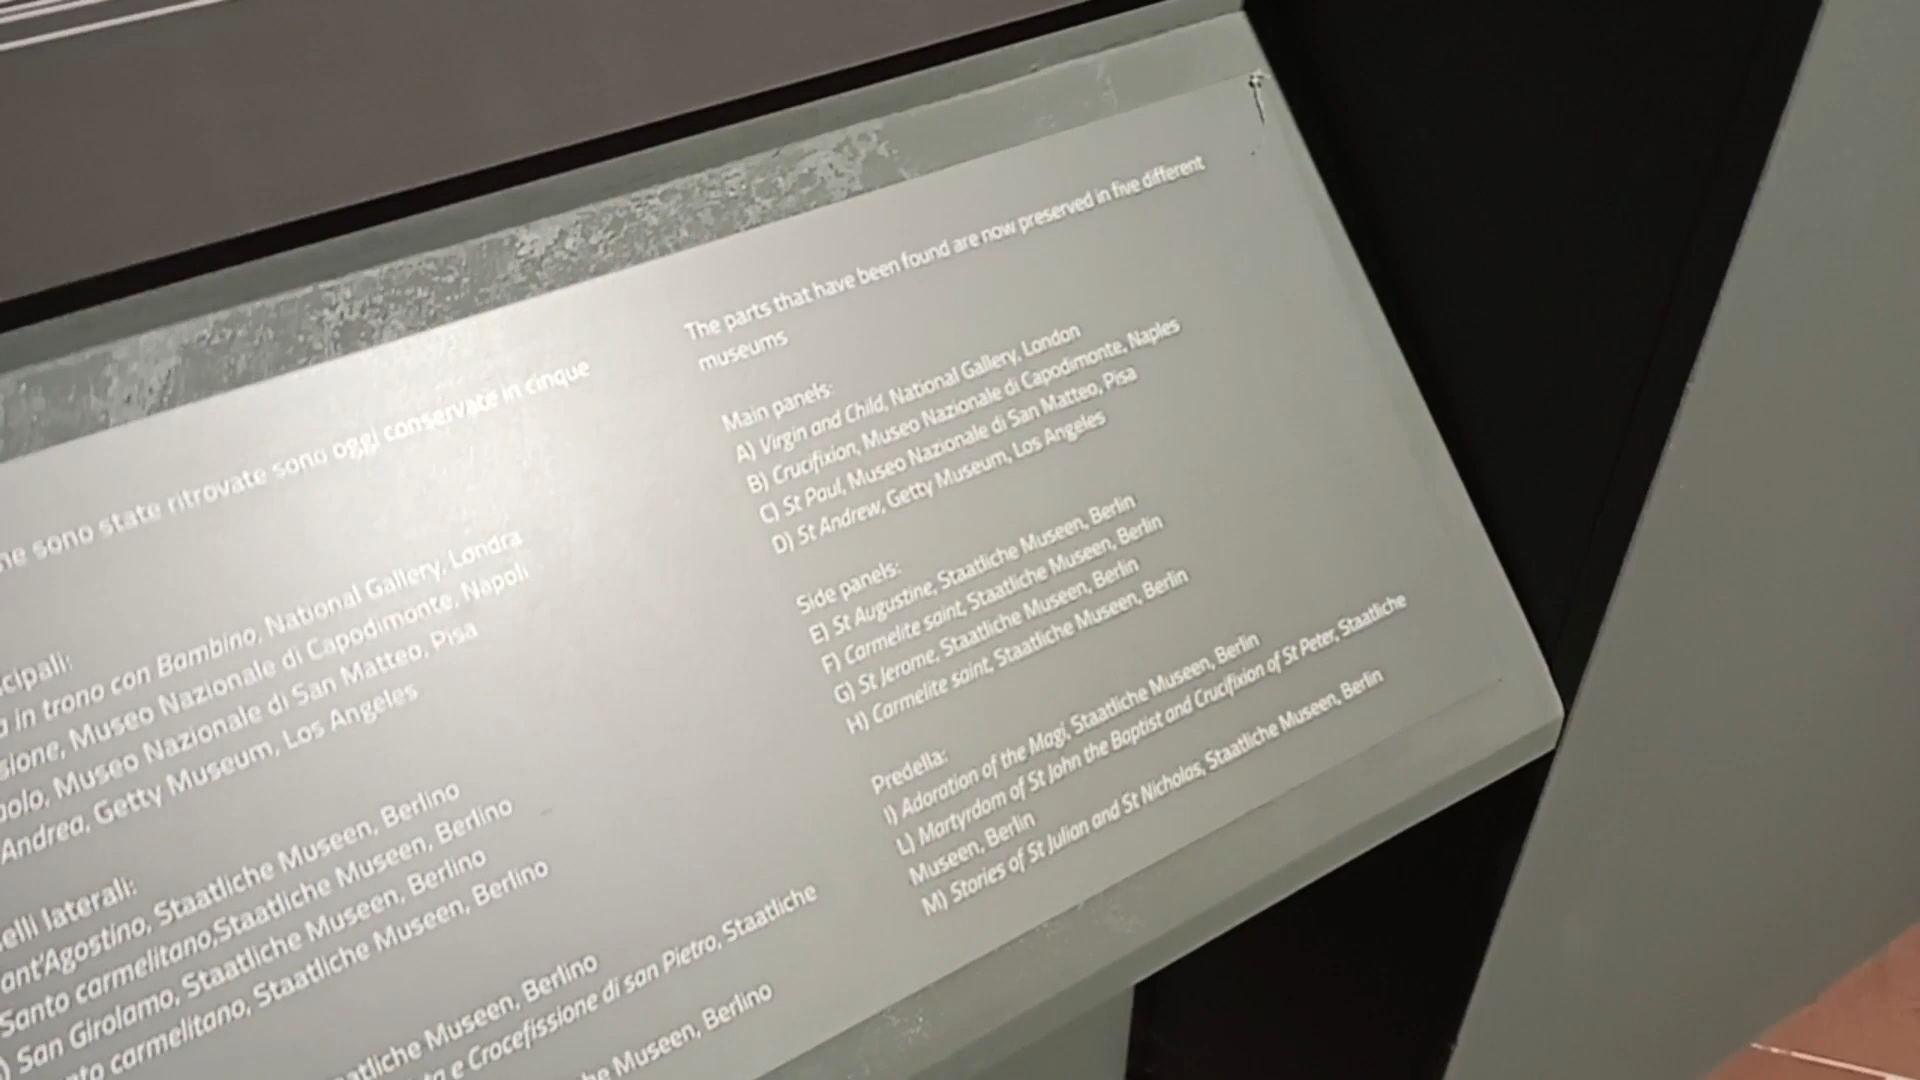 ne sono state ritrovate sono oggi conservate in cinque
cipali:
in trono con Bambino, National Gallery, Londra
sione, Museo Nazionale di Capodimonte, Napoli
olo, Museo Nazionale di San Matteo, Pisa
Andrea, Getty Museum, Los Angeles
elli laterali:
ant'Agostino, Staatliche Museen, Berlino
Santo carmelitano,Staatliche Museen, Berlino
) San Girolamo, Staatliche Museen, Berlino
nto carmelitano, Staatliche Museen, Berlino
aatliche Museen, Berlino
ta e Crocefissione di san Pietro, Staatliche
he Museen, Berlino
The parts that have been found are now preserved in five different
museums
Main panels:
A) Virgin and Child, National Gallery, London
B) Crucifixion, Museo Nazionale di Capodimonte, Naples
C) St Paul, Museo Nazionale di San Matteo, Pisa
D) St Andrew, Getty Museum, Los Angeles
Side panels:
E) St Augustine, Staatliche Museen, Berlin
F) Carmelite saint, Staatliche Museen, Berlin
G) St Jerome, Staatliche Museen, Berlin
H) Carmelite saint, Staatliche Museen, Berlin
Predella:
I) Adoration of the Magi, Staatliche Museen, Berlin
L) Martyrdom of St John the Baptist and Crucifixion of St Peter, Staatliche
Museen, Berlin
M) Stories of St Julian and St Nicholas, Staatliche Museen, Berlin